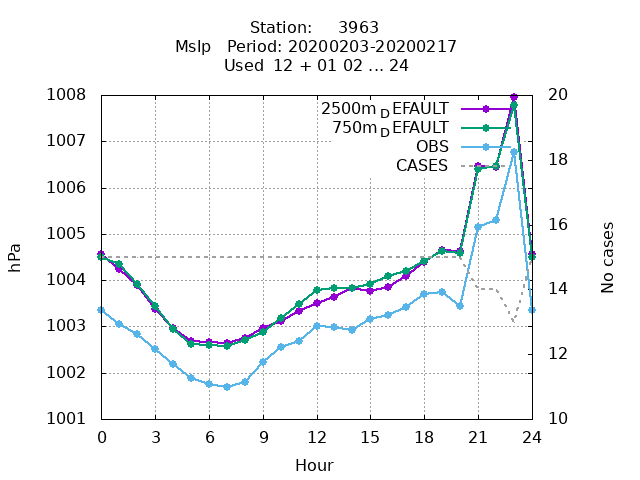 Station: 3963
Mslp Period: 20200203-20200217
Used 12 + 01 02 ... 24
2500m_DEFAULT
750m_DEFAULT
OBS
CASES
1008
1007
1006
1005
1004
1003
1002
1001
hPa
20
18
16
14
12
10
No cases
0 3 6 9 12 15 18 21 24
Hour